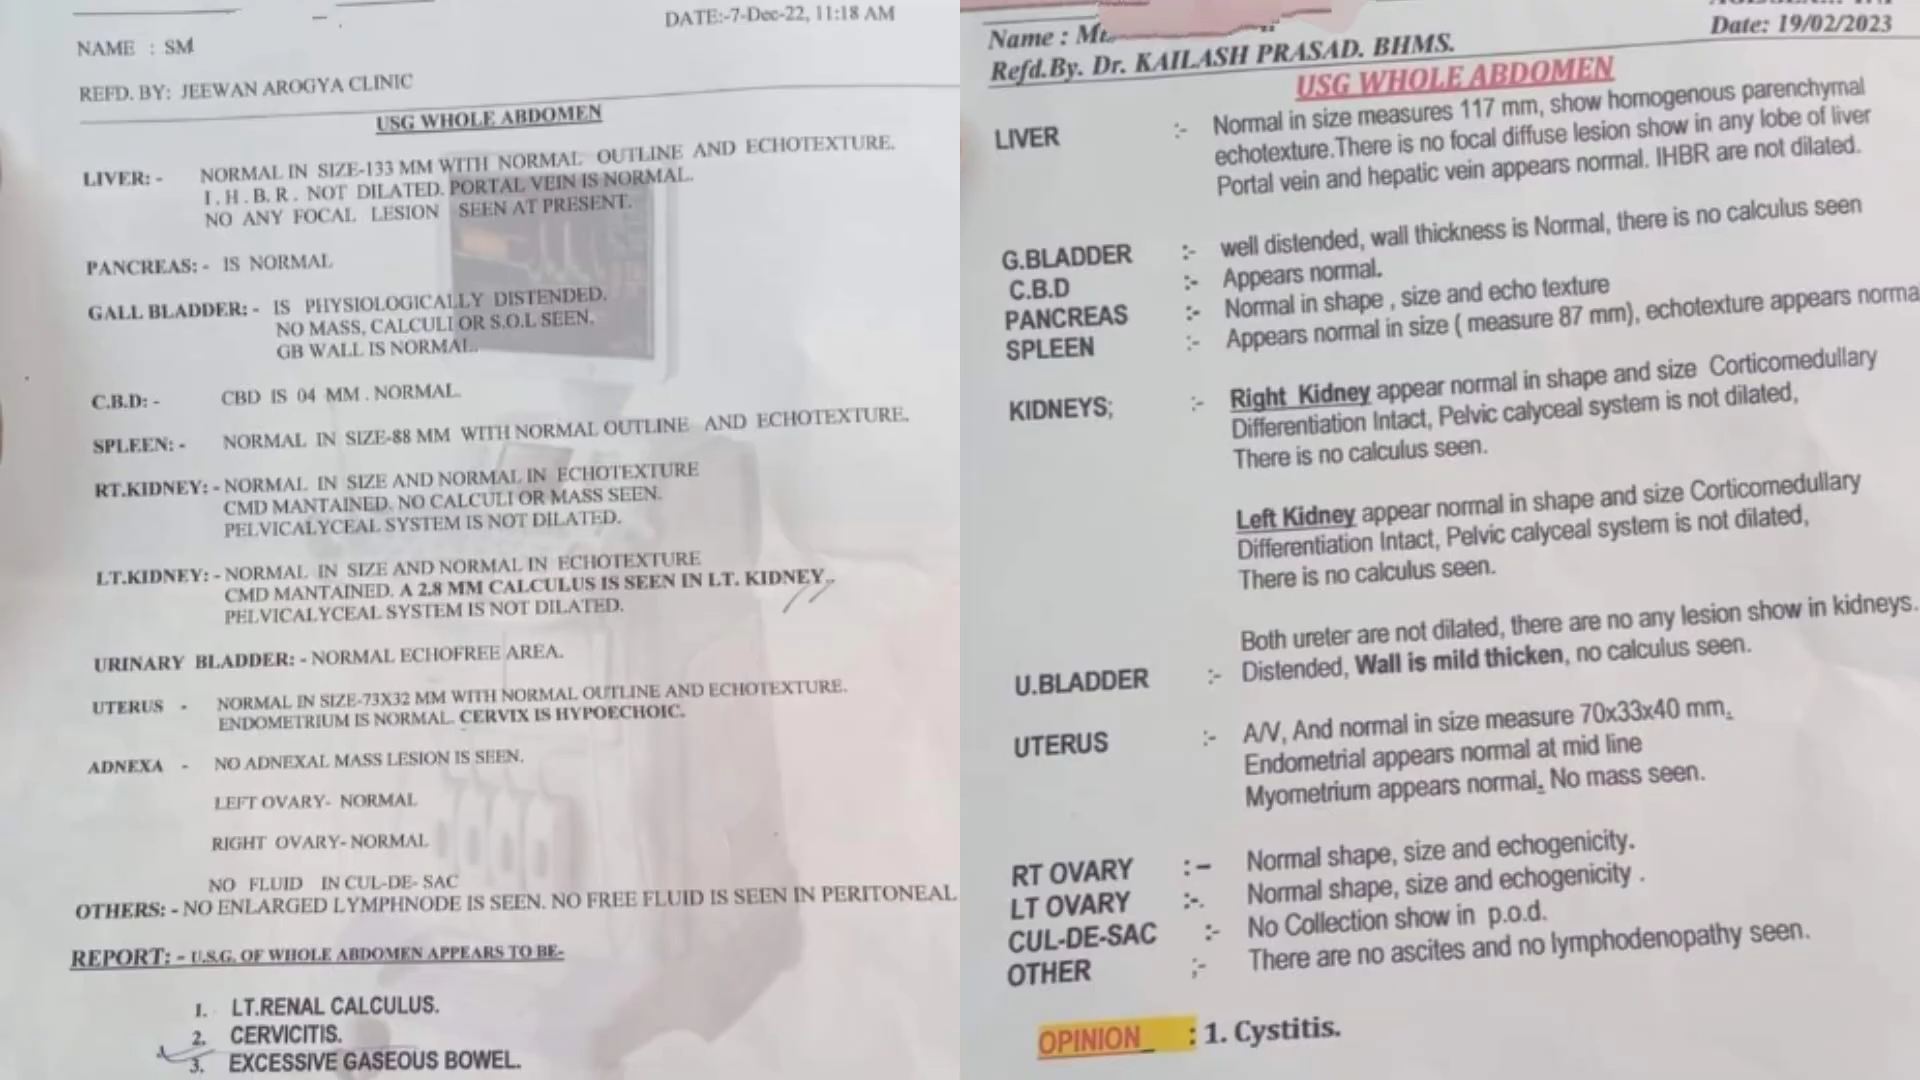 DATE:-7-Dec-22, 11:18 AM
NAME : SM
REFD. BY: JEEWAN AROGYA CLINIC
USG WHOLE ABDOMEN
LIVER: - NORMAL IN SIZE-133 MM WITH NORMAL OUTLINE AND ECHOTEXTURE.
I . H . B. R . NOT DILATED. PORTAL VEIN IS NORMAL.
NO ANY FOCAL LESION SEEN AT PRESENT.
PANCREAS: - IS NORMAL
GALL BLADDER: - IS PHYSIOLOGICALLY DISTENDED.
NO MASS, CALCULI OR S.O.L SEEN.
GB WALL IS NORMAL.
C.B.D: - CBD IS 04 MM . NORMAL.
SPLEEN: - NORMAL IN SIZE-88 MM WITH NORMAL OUTLINE AND ECHOTEXTURE.
RT.KIDNEY: - NORMAL IN SIZE AND NORMAL IN ECHOTEXTURE
CMD MANTAINED. NO CALCULI OR MASS SEEN.
PELVICALYCEAL SYSTEM IS NOT DILATED.
LT.KIDNEY: - NORMAL IN SIZE AND NORMAL IN ECHOTEXTURE
CMD MANTAINED. A 2.8 MM CALCULUS IS SEEN IN LT. KIDNEY.
PELVICALYCEAL SYSTEM IS NOT DILATED.
URINARY BLADDER: - NORMAL ECHOFREE AREA.
UTERUS - NORMAL IN SIZE-73X32 MM WITH NORMAL OUTLINE AND ECHOTEXTURE.
ENDOMETRIUM IS NORMAL. CERVIX IS HYPOECHOIC.
ADNEXA - NO ADNEXAL MASS LESION IS SEEN.
LEFT OVARY- NORMAL
RIGHT OVARY- NORMAL
NO FLUID IN CUL-DE- SAC
OTHERS: - NO ENLARGED LYMPHNODE IS SEEN. NO FREE FLUID IS SEEN IN PERITONEAL
REPORT: - U.S.G. OF WHOLE ABDOMEN APPEARS TO BE-
1. LT.RENAL CALCULUS.
2. CERVICITIS.
3. EXCESSIVE GASEOUS BOWEL.
Name : Mt.
Date: 19/02/2023
Refd.By. Dr. KAILASH PRASAD. BHMS.
USG WHOLE ABDOMEN
LIVER :- Normal in size measures 117 mm, show homogenous parenchymal
echotexture.There is no focal diffuse lesion show in any lobe of liver
Portal vein and hepatic vein appears normal. IHBR are not dilated.
G.BLADDER :- well distended, wall thickness is Normal, there is no calculus seen
C.B.D :- Appears normal.
PANCREAS :- Normal in shape , size and echo texture
SPLEEN :- Appears normal in size ( measure 87 mm), echotexture appears norma
KIDNEYS; :- Right Kidney appear normal in shape and size Corticomedullary
Differentiation Intact, Pelvic calyceal system is not dilated,
There is no calculus seen.
Left Kidney appear normal in shape and size Corticomedullary
Differentiation Intact, Pelvic calyceal system is not dilated,
There is no calculus seen.
Both ureter are not dilated, there are no any lesion show in kidneys.
U.BLADDER :- Distended, Wall is mild thicken, no calculus seen.
UTERUS :- A/V, And normal in size measure 70x33x40 mm.
Endometrial appears normal at mid line
Myometrium appears normal. No mass seen.
RT OVARY :– Normal shape, size and echogenicity.
LT OVARY :-. Normal shape, size and echogenicity .
CUL-DE-SAC :- No Collection show in p.o.d.
OTHER ;- There are no ascites and no lymphodenopathy seen.
OPINION : 1. Cystitis.